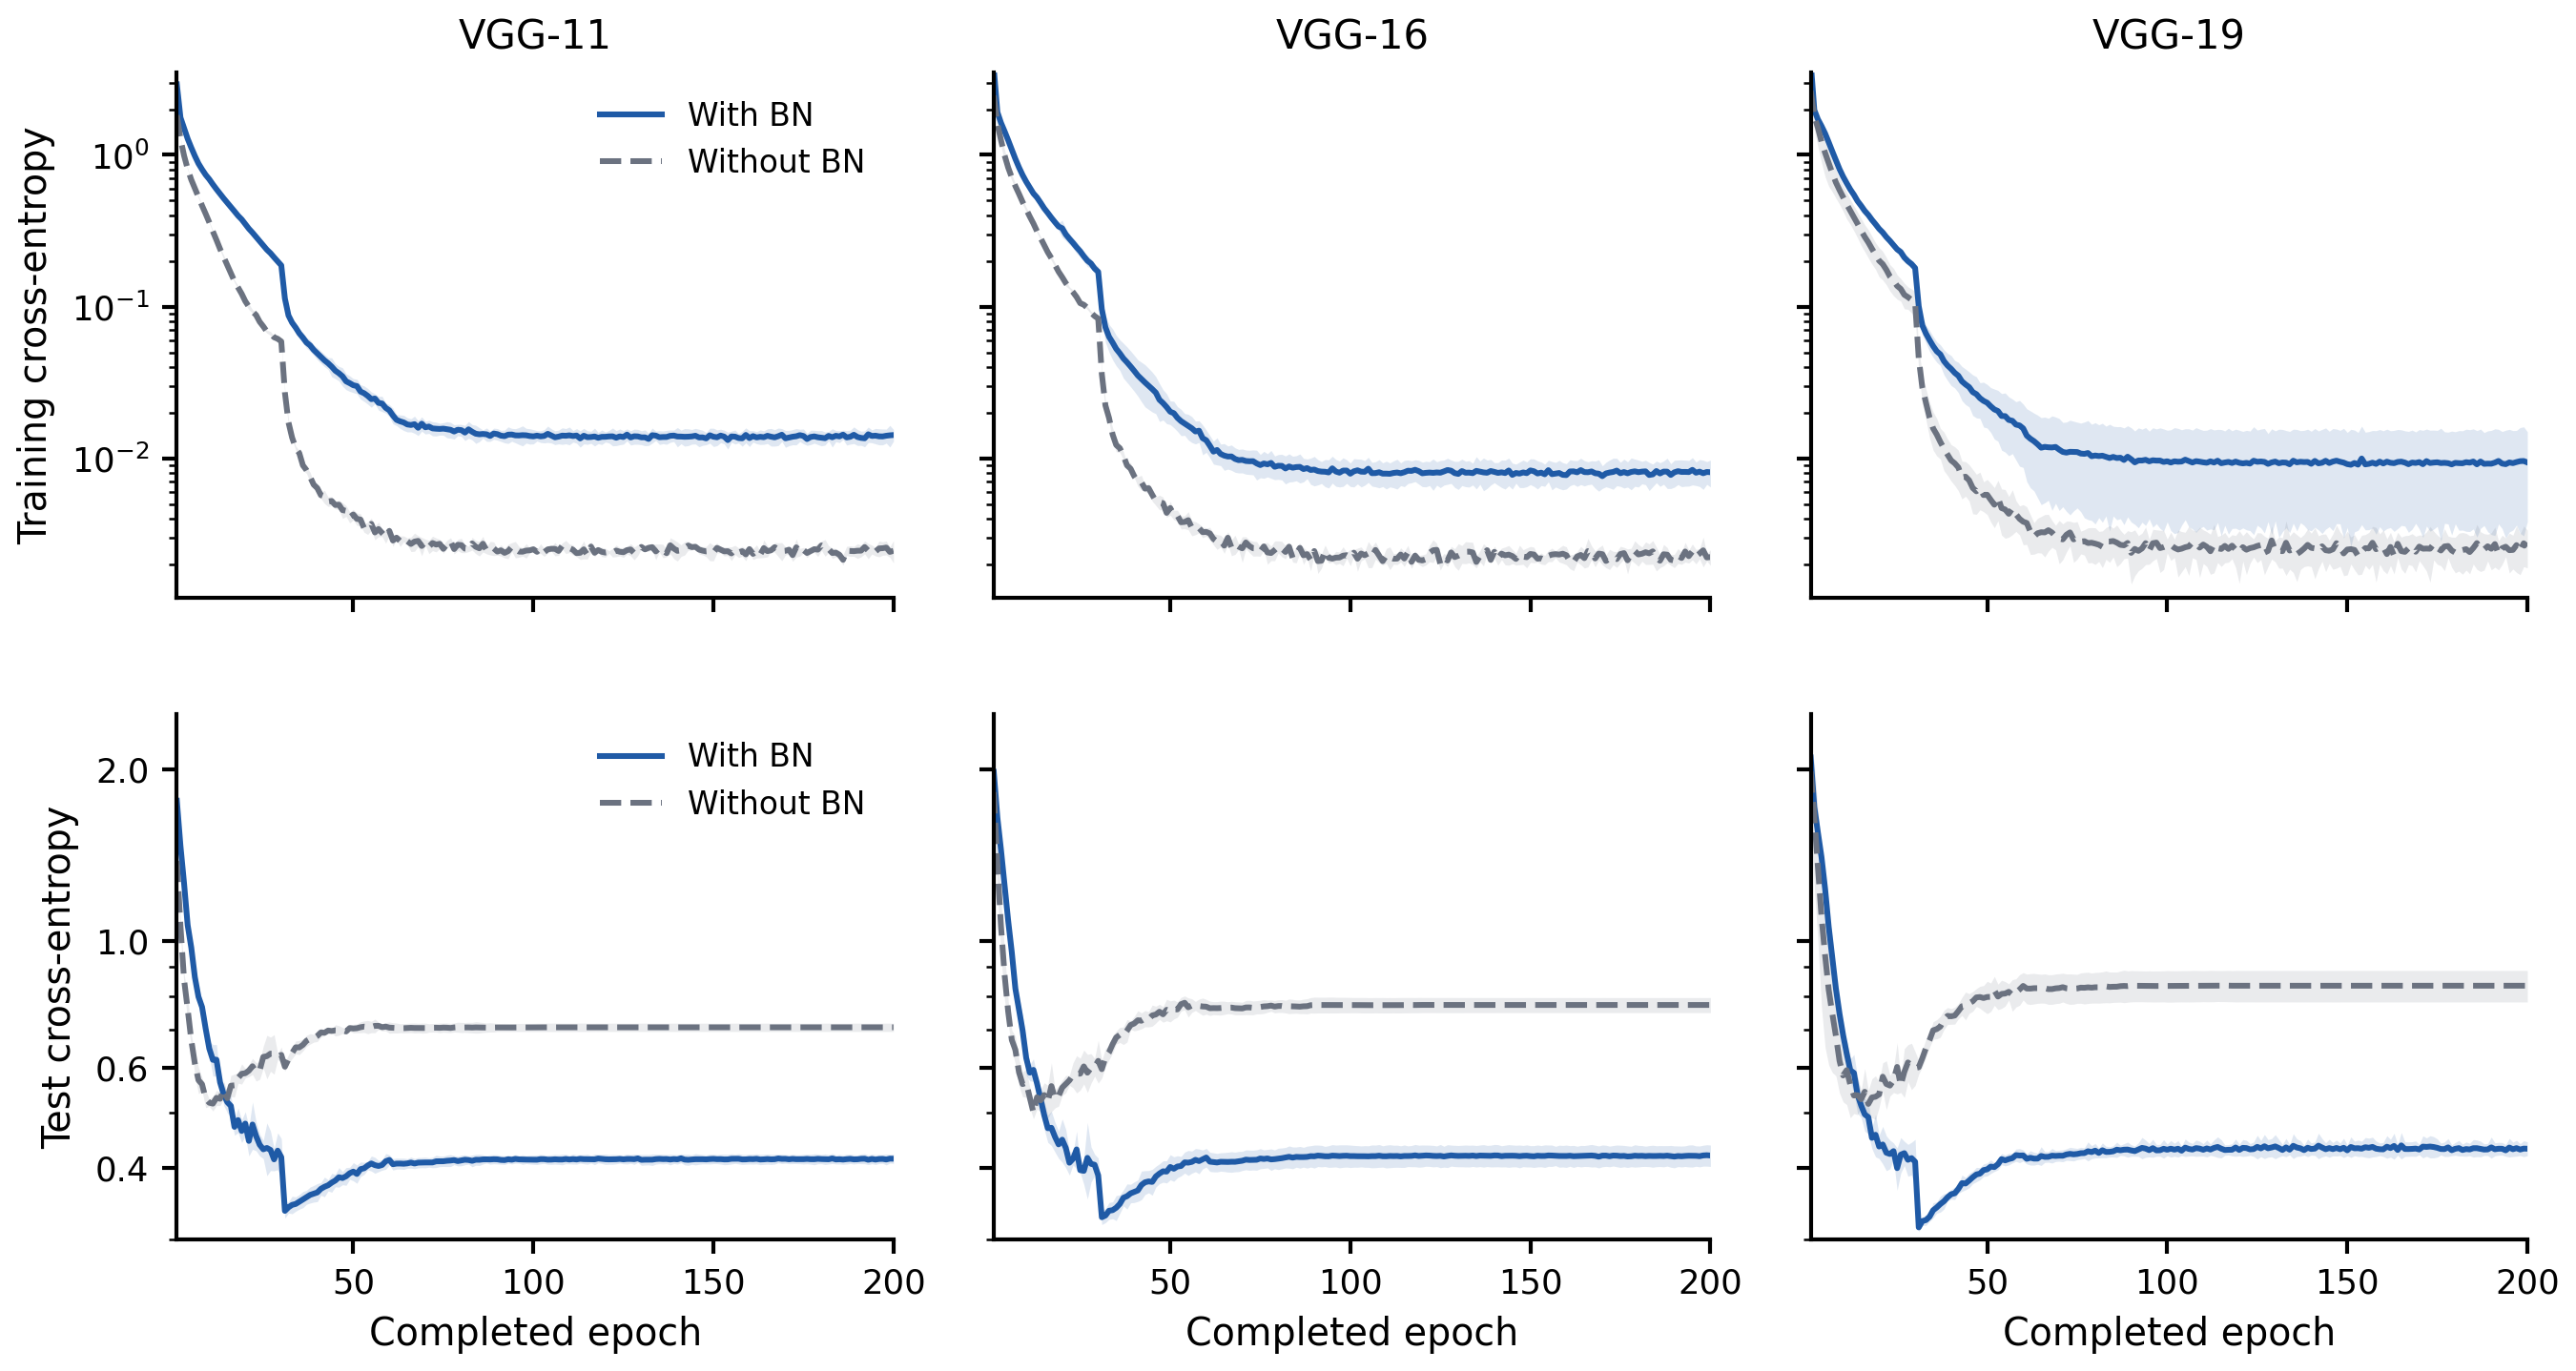 VGG-11
VGG-16
VGG-19
Training cross-entropy
10⁰
10⁻¹
10⁻²
With BN
Without BN
Test cross-entropy
2.0
1.0
0.6
0.4
With BN
Without BN
50 100 150 200
50 100 150 200
50 100 150 200
Completed epoch
Completed epoch
Completed epoch